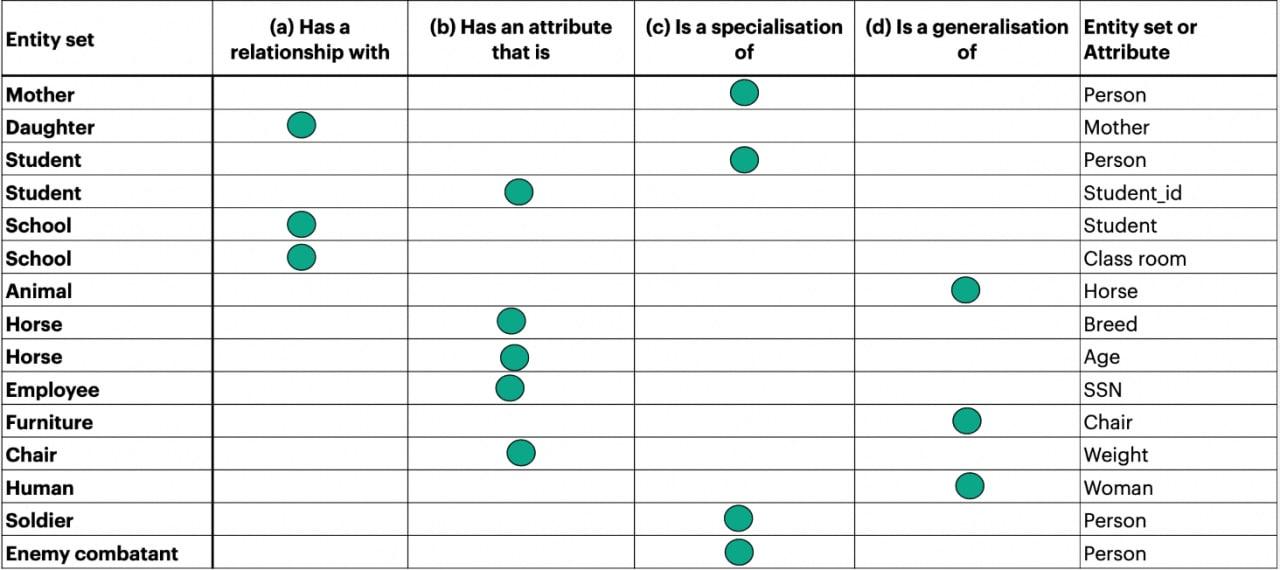 Entity set (a) Has a relationship with (b) Has an attribute that is (c) Is a specialisation of (d) Is a generalisation of Entity set or Attribute
Mother Person
Daughter Mother
Student Person
Student Student_id
School Student
School Class room
Animal Horse
Horse Breed
Horse Age
Employee SSN
Furniture Chair
Chair Weight
Human Woman
Soldier Person
Enemy combatant Person